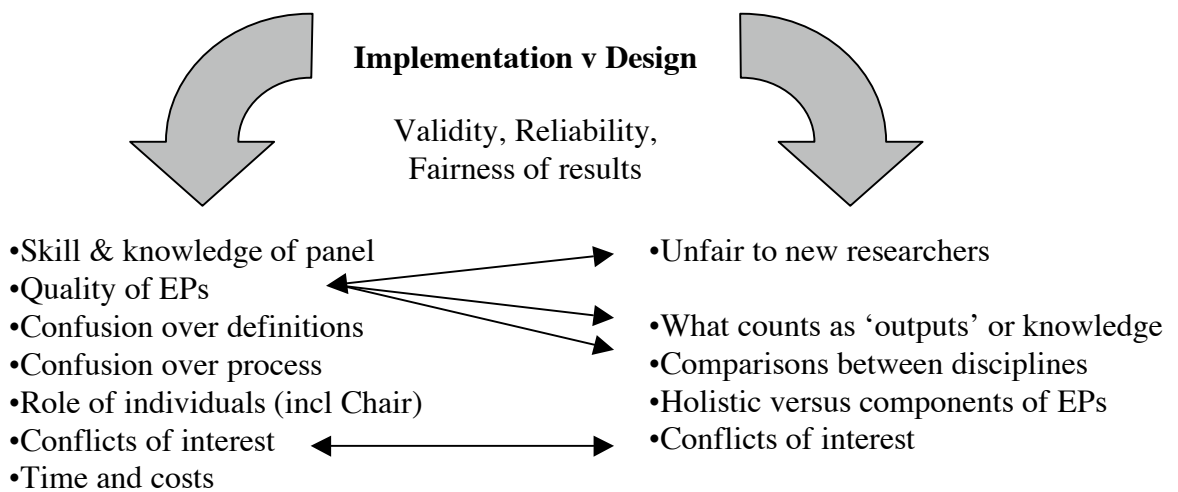 Implementation v Design
Validity, Reliability,
Fairness of results
•Skill & knowledge of panel
•Quality of EPs
•Confusion over definitions
•Confusion over process
•Role of individuals (incl Chair)
•Conflicts of interest
•Time and costs
•Unfair to new researchers
•What counts as ‘outputs’ or knowledge
•Comparisons between disciplines
•Holistic versus components of EPs
•Conflicts of interest